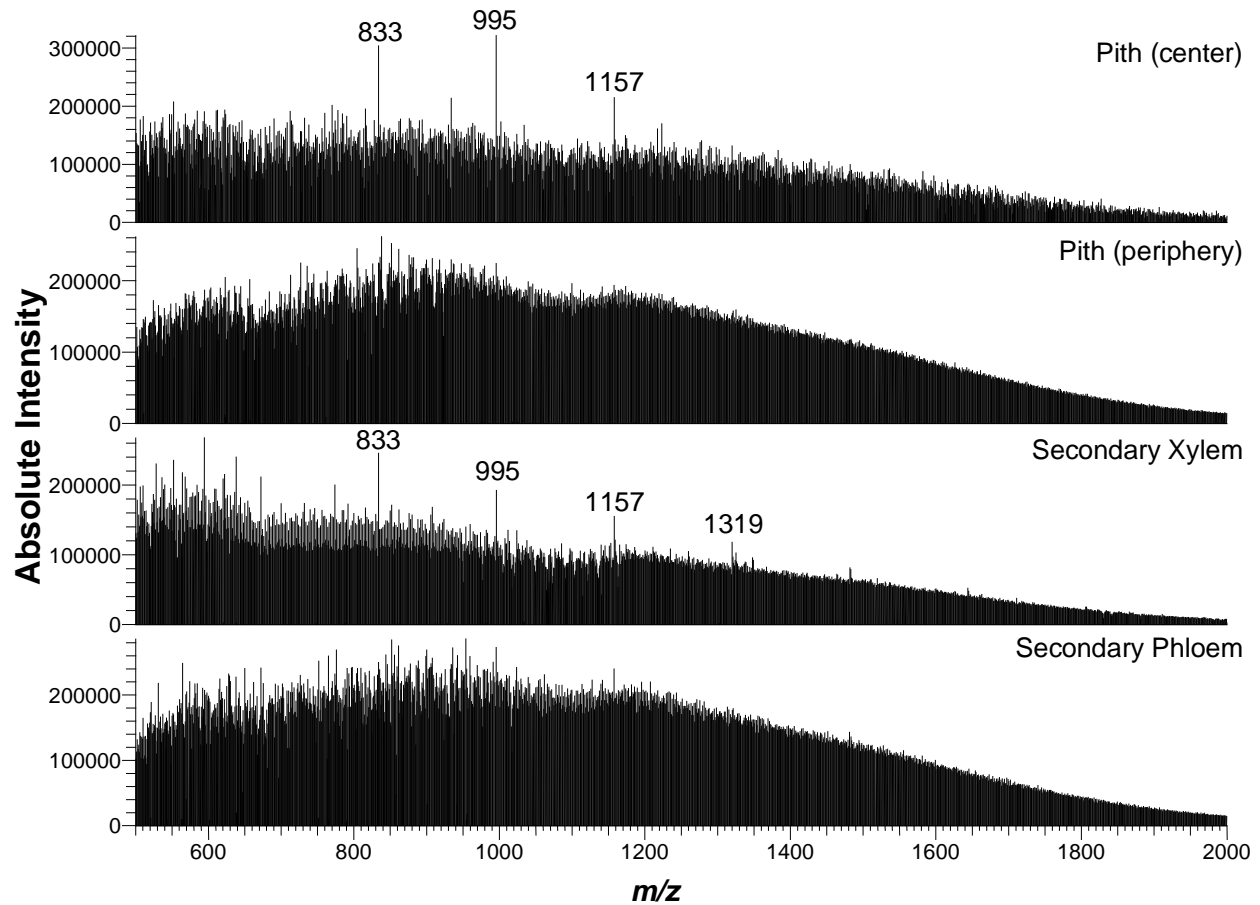 Absolute Intensity
Pith (center)
833
995
1157
300000
200000
100000
0
Pith (periphery)
200000
100000
0
Secondary Xylem
833
995
1157
1319
200000
100000
0
Secondary Phloem
200000
100000
0
600 800 1000 1200 1400 1600 1800 2000
m/z